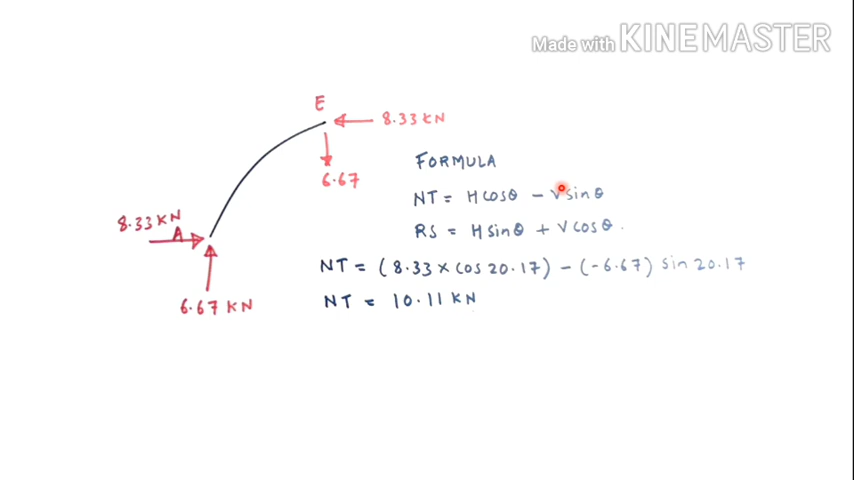 Made with KINEMASTER
E
8.33 KN
6.67
FORMULA
NT = H cosθ - V sinθ
RS = H sinθ + V cosθ.
8.33 KN
A
6.67 KN
NT = (8.33 x cos 20.17) - (-6.67) sin 20.17
NT = 10.11 KN